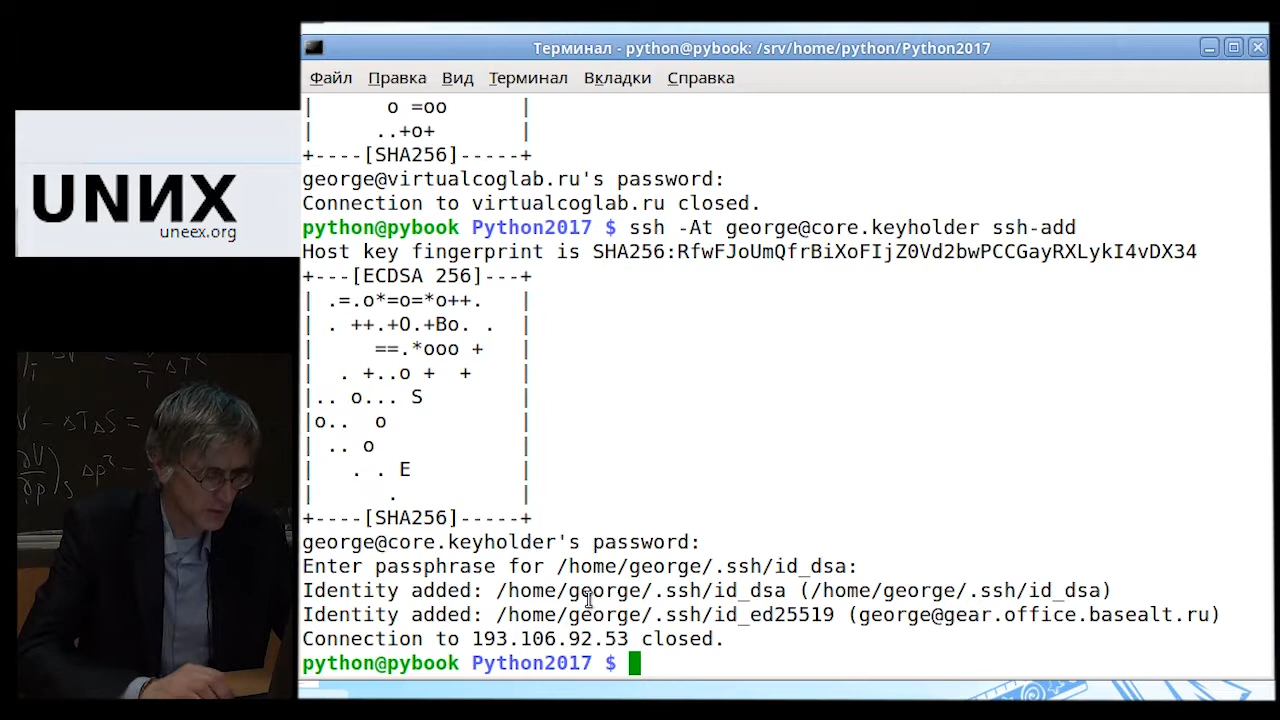 Терминал - python@pybook: /srv/home/python/Python2017
Файл Правка Вид Терминал Вкладки Справка
|      o =oo      |
|     ..+o+       |
+----[SHA256]-----+
george@virtualcoglab.ru's password:
Connection to virtualcoglab.ru closed.
python@pybook Python2017 $ ssh -At george@core.keyholder ssh-add
Host key fingerprint is SHA256:RfwFJoUmQfrBiXoFIjZ0Vd2bwPCCGayRXLykI4vDX34
+---[ECDSA 256]---+
| .=.o*=o=*o++.   |
| . ++.+O.+Bo. .  |
|     ==.*ooo +   |
|  . +..o +  +    |
|.. o... S        |
|o..  o           |
| .. o            |
|   . . E         |
|      .          |
+----[SHA256]-----+
george@core.keyholder's password:
Enter passphrase for /home/george/.ssh/id_dsa:
Identity added: /home/george/.ssh/id_dsa (/home/george/.ssh/id_dsa)
Identity added: /home/george/.ssh/id_ed25519 (george@gear.office.basealt.ru)
Connection to 193.106.92.53 closed.
python@pybook Python2017 $
UNИX
uneex.org